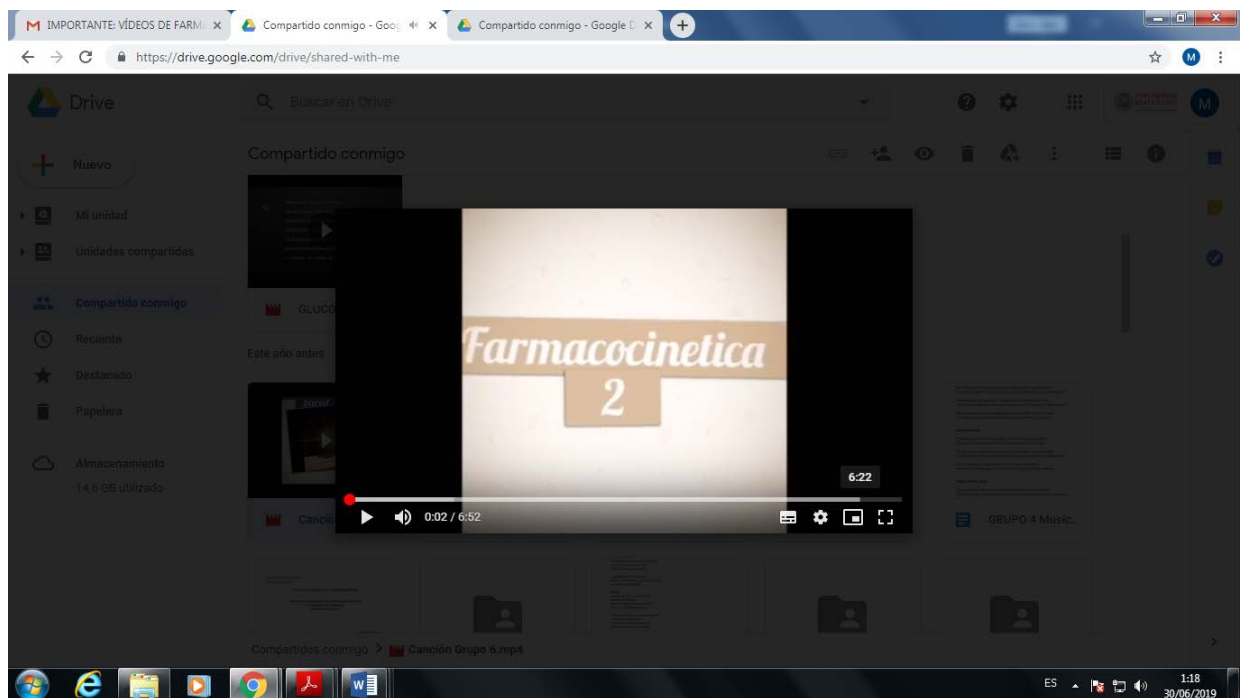 IMPORTANTE: VÍDEOS DE FARM
Compartido conmigo - Goog
Compartido conmigo - Google D
https://drive.google.com/drive/shared-with-me
M
Drive
Buscar en Drive
M
Nuevo
Compartido conmigo
Mi unidad
Unidades compartidas
Compartido conmigo
GLUCO
Reciente
Este año antes
Destacado
Papelera
Almacenamiento
14,6 GB utilizado
Farmacocinetica
2
6:22
0:02 / 6:52
Canció
GRUPO 4 Music..
Compartidos conmigo > Canción Grupo 6.mp4
ES
1:18
30/06/2019